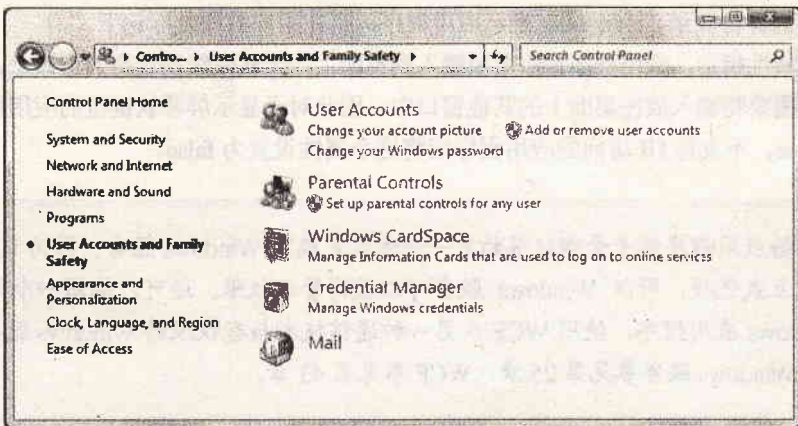 Contro... ▸ User Accounts and Family Safety ▸
Search Control Panel
Control Panel Home
System and Security
Network and Internet
Hardware and Sound
Programs
User Accounts and Family
Safety
Appearance and
Personalization
Clock, Language, and Region
Ease of Access
User Accounts
Change your account picture Add or remove user accounts
Change your Windows password
Parental Controls
Set up parental controls for any user
Windows CardSpace
Manage Information Cards that are used to log on to online services
Credential Manager
Manage Windows credentials
Mail